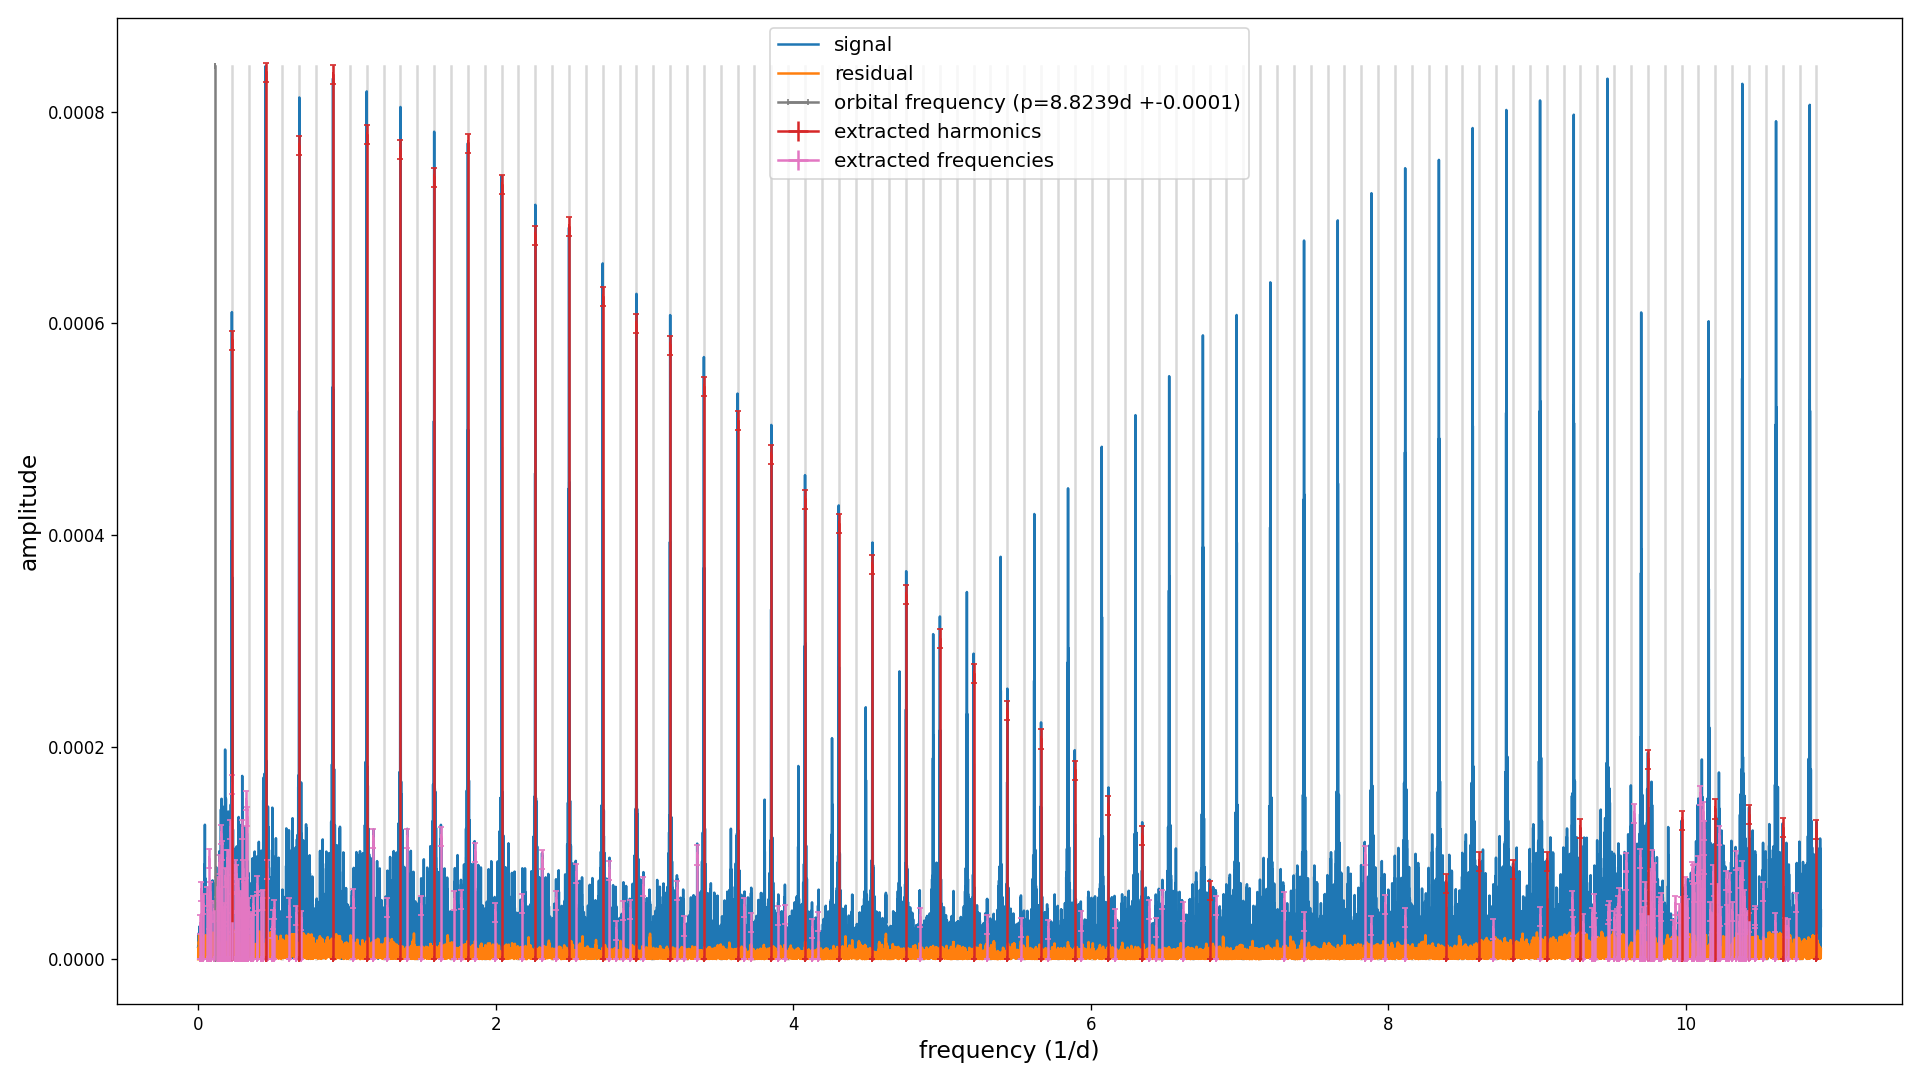 signal
residual
orbital frequency (p=8.8239d +-0.0001)
extracted harmonics
extracted frequencies
amplitude
0.0008
0.0006
0.0004
0.0002
0.0000
0 2 4 6 8 10
frequency (1/d)